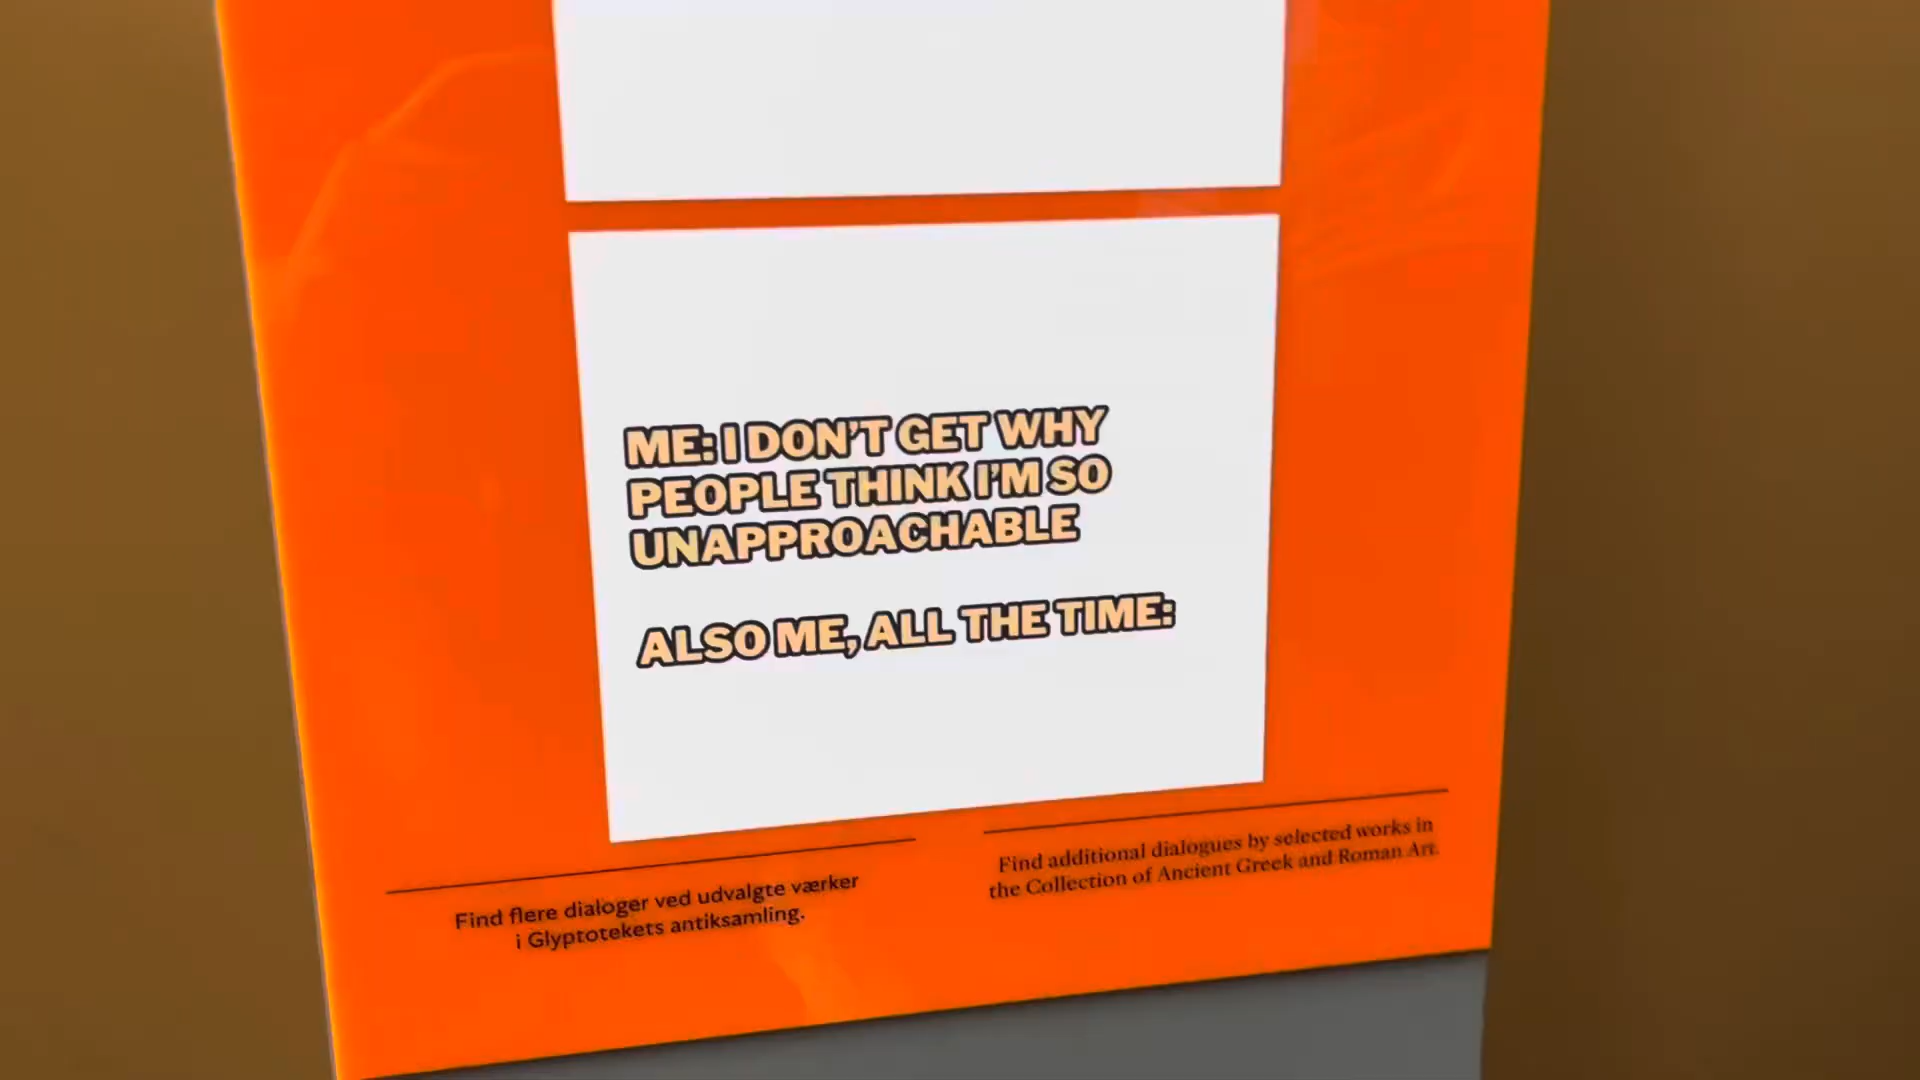 ME: I DON'T GET WHY
PEOPLE THINK I'M SO
UNAPPROACHABLE
ALSO ME, ALL THE TIME:
Find flere dialoger ved udvalgte værker
i Glyptotekets antiksamling.
Find additional dialogues by selected works in
the Collection of Ancient Greek and Roman Art.